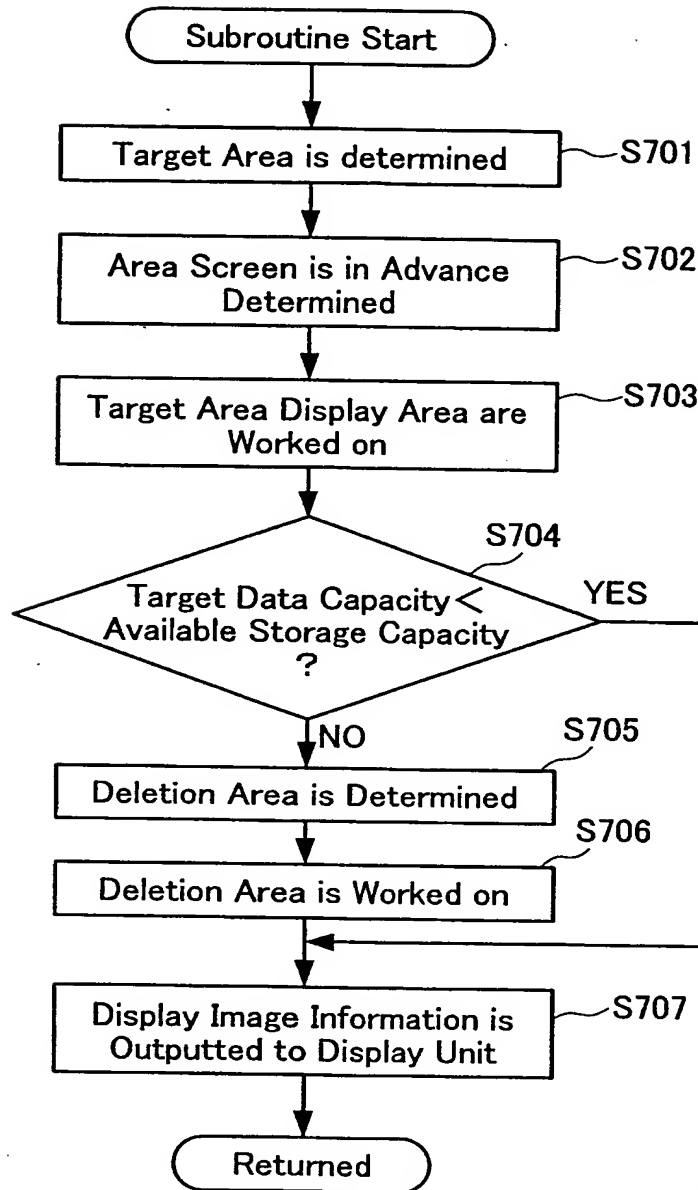 Subroutine Start
Target Area is determined
S701
Area Screen is in Advance
Determined
S702
Target Area Display Area are
Worked on
S703
S704
Target Data Capacity <
Available Storage Capacity
?
YES
NO
S705
Deletion Area is Determined
S706
Deletion Area is Worked on
Display Image Information is
Outputted to Display Unit
S707
Returned